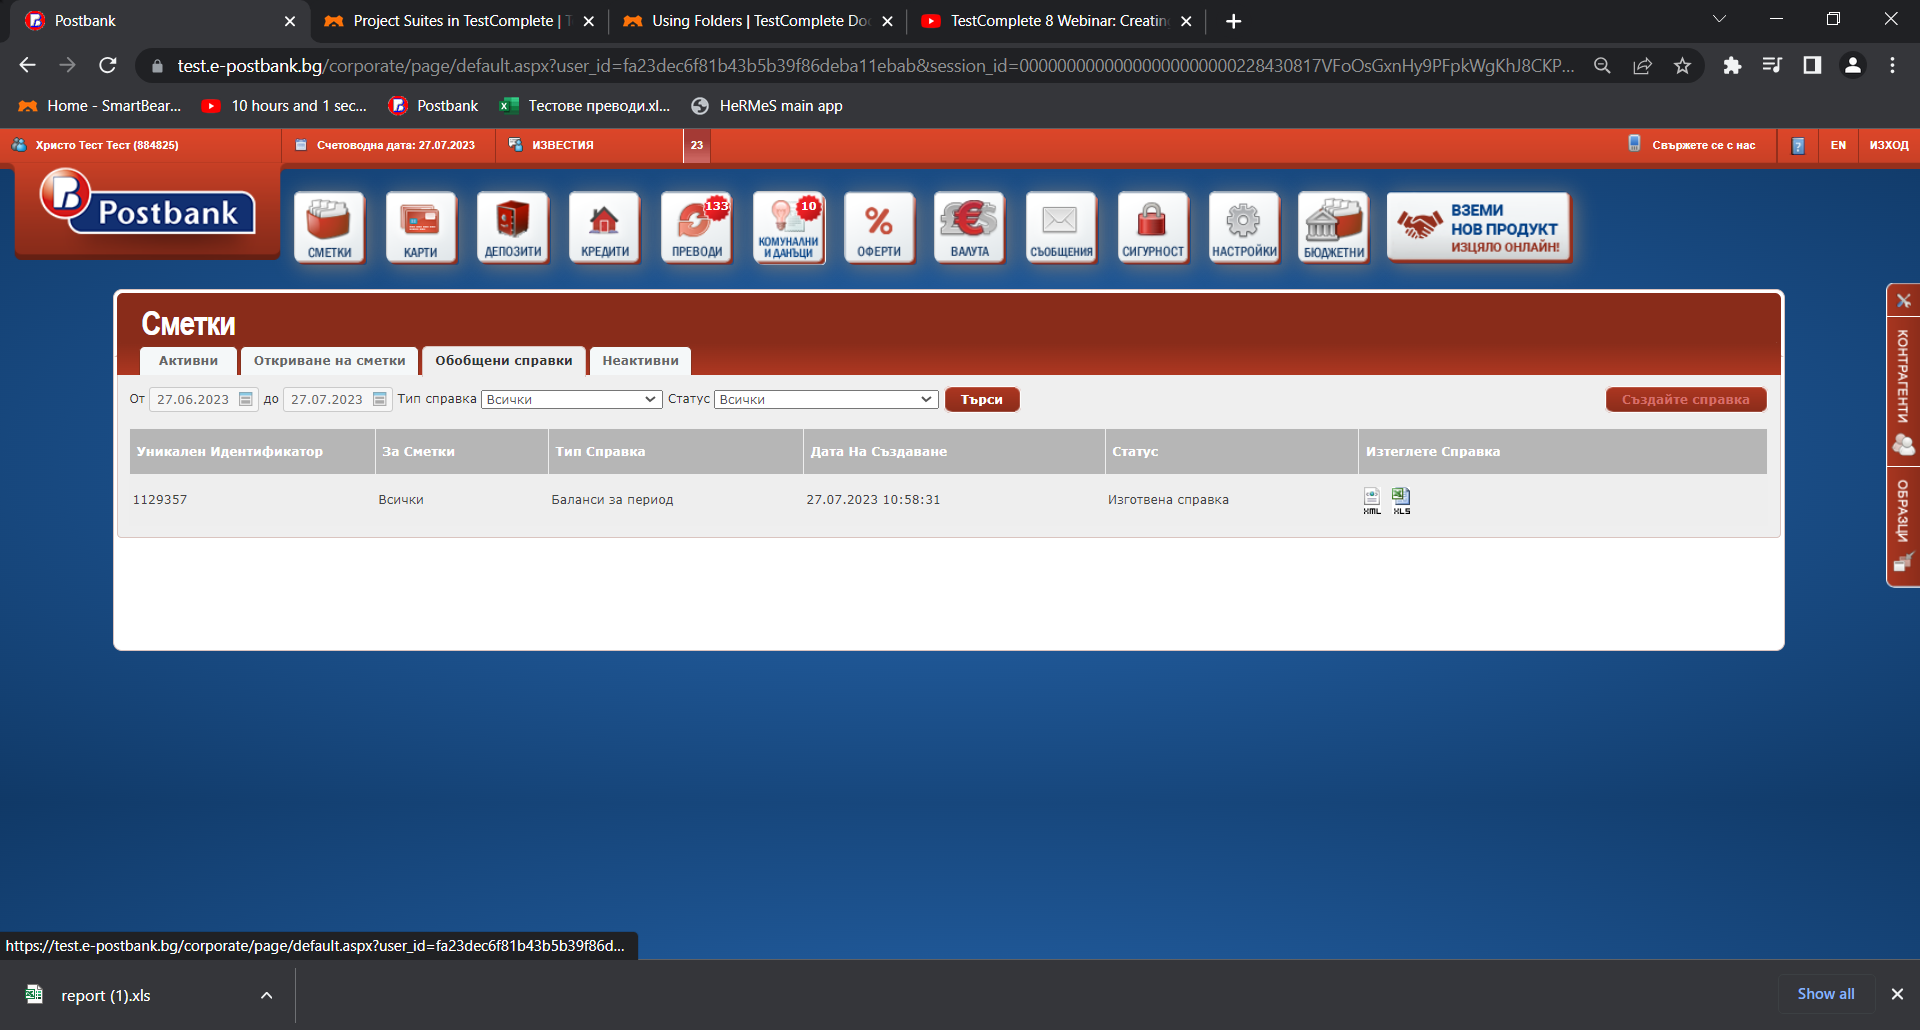 Postbank
Project Suites in TestComplete | T
Using Folders | TestComplete Doc
TestComplete 8 Webinar: Creating
test.e-postbank.bg/corporate/page/default.aspx?user_id=fa23dec6f81b43b5b39f86deba11ebab&session_id=
Home - SmartBear...
10 hours and 1 sec...
Postbank
Тестове преводи.xl...
HeRMeS main app
Христо Тест Тест (884825)
Счетоводна дата: 27.07.2023
ИЗВЕСТИЯ
23
Свържете се с нас
?
EN
ИЗХОД
Postbank
СМЕТКИ
КАРТИ
ДЕПОЗИТИ
КРЕДИТИ
133
ПРЕВОДИ
10
КОМУНАЛНИ
И ДАНЪЦИ
%
ОФЕРТИ
ВАЛУТА
СЪОБЩЕНИЯ
СИГУРНОСТ
НАСТРОЙКИ
БЮДЖЕТНИ
ВЗЕМИ
НОВ ПРОДУКТ
ИЗЦЯЛО ОНЛАЙН!
Сметки
Активни
Откриване на сметки
Обобщени справки
Неактивни
От 27.06.2023 до 27.07.2023 Тип справка Всички Статус Всички Търси
Създайте справка
Уникален Идентификатор За Сметки Тип Справка Дата На Създаване Статус Изтеглете Справка
1129357 Всички Баланси за период 27.07.2023 10:58:31 Изготвена справка XML XLS
КОНТРАГЕНТИ
ОБРАЗЦИ
https://test.e-postbank.bg/corporate/page/default.aspx?user_id=fa23dec6f81b43b5b39f86d...
report (1).xls
Show all